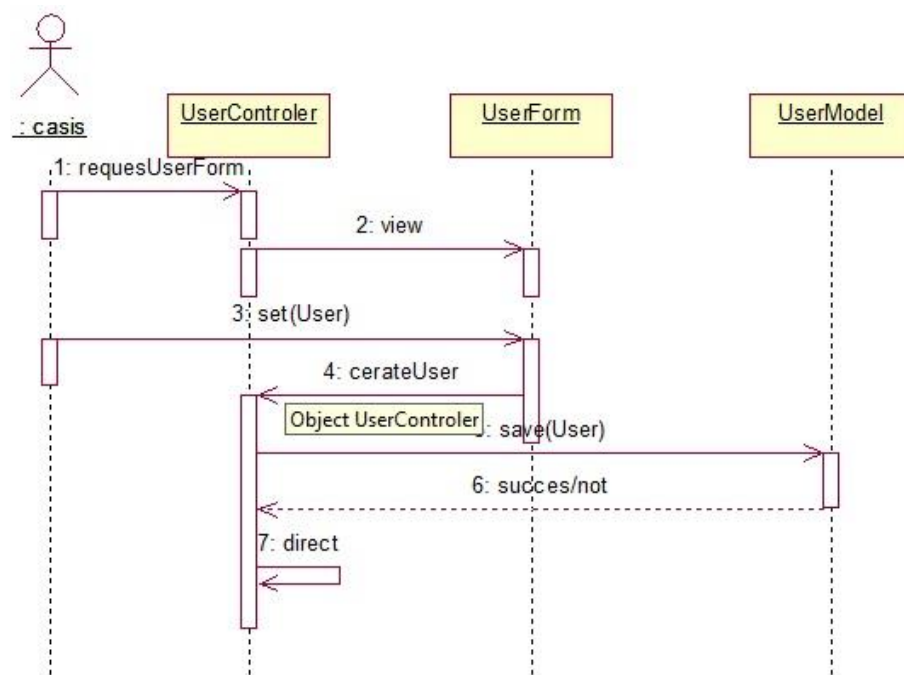 : casis
UserControler
UserForm
UserModel
1: requesUserForm
2: view
3: set(User)
4: cerateUser
Object UserControler
: save(User)
6: succes/not
7: direct